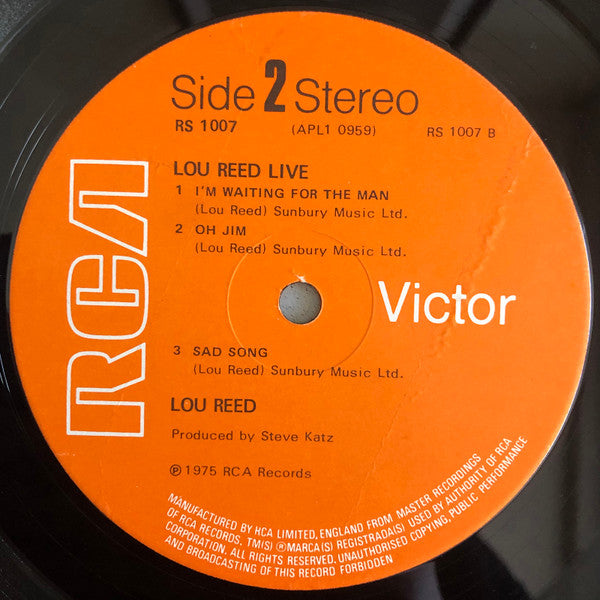 Side 2 Stereo
RS 1007 (APL1 0959) RS 1007 B
LOU REED LIVE
1 I'M WAITING FOR THE MAN
(Lou Reed) Sunbury Music Ltd.
2 OH JIM
(Lou Reed) Sunbury Music Ltd.
RCA
Victor
3 SAD SONG
(Lou Reed) Sunbury Music Ltd.
LOU REED
Produced by Steve Katz
Ⓟ 1975 RCA Records
MANUFACTURED BY RCA LIMITED, ENGLAND FROM MASTER RECORDINGS
OF RCA RECORDS. TM(S) ® MARCA(S) REGISTRADA(S) USED BY AUTHORITY OF RCA
CORPORATION. ALL RIGHTS RESERVED. UNAUTHORISED COPYING, PUBLIC PERFORMANCE
AND BROADCASTING OF THIS RECORD FORBIDDEN